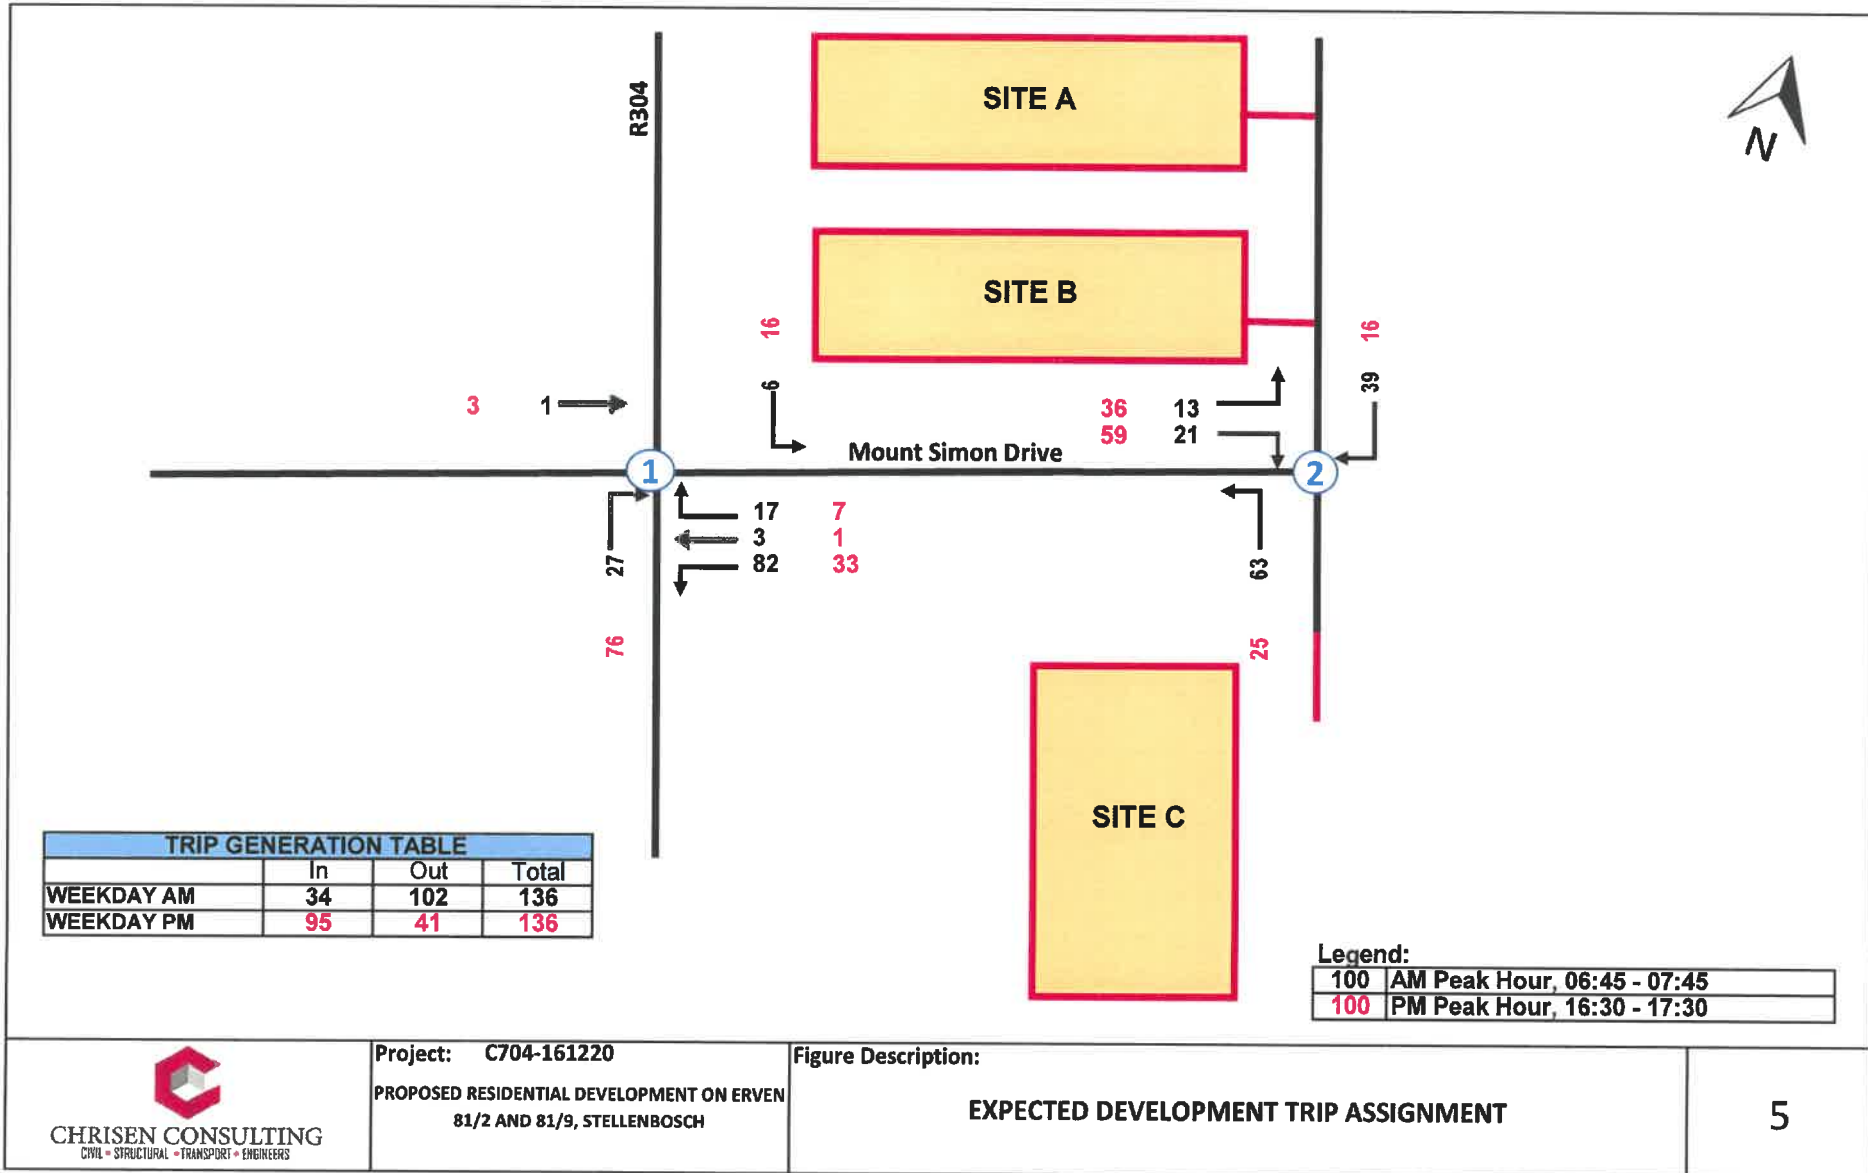 R304
SITE A
N
SITE B
16
16
6
39
3 1
36 13
59 21
Mount Simon Drive
1
2
17 7
3 1
82 33
27
63
76
25
SITE C
TRIP GENERATION TABLE
In Out Total
WEEKDAY AM 34 102 136
WEEKDAY PM 95 41 136
Legend:
100 AM Peak Hour, 06:45 - 07:45
100 PM Peak Hour, 16:30 - 17:30
CHRISEN CONSULTING
CIVIL • STRUCTURAL • TRANSPORT • ENGINEERS
Project: C704-161220
PROPOSED RESIDENTIAL DEVELOPMENT ON ERVEN
81/2 AND 81/9, STELLENBOSCH
Figure Description:
EXPECTED DEVELOPMENT TRIP ASSIGNMENT
5